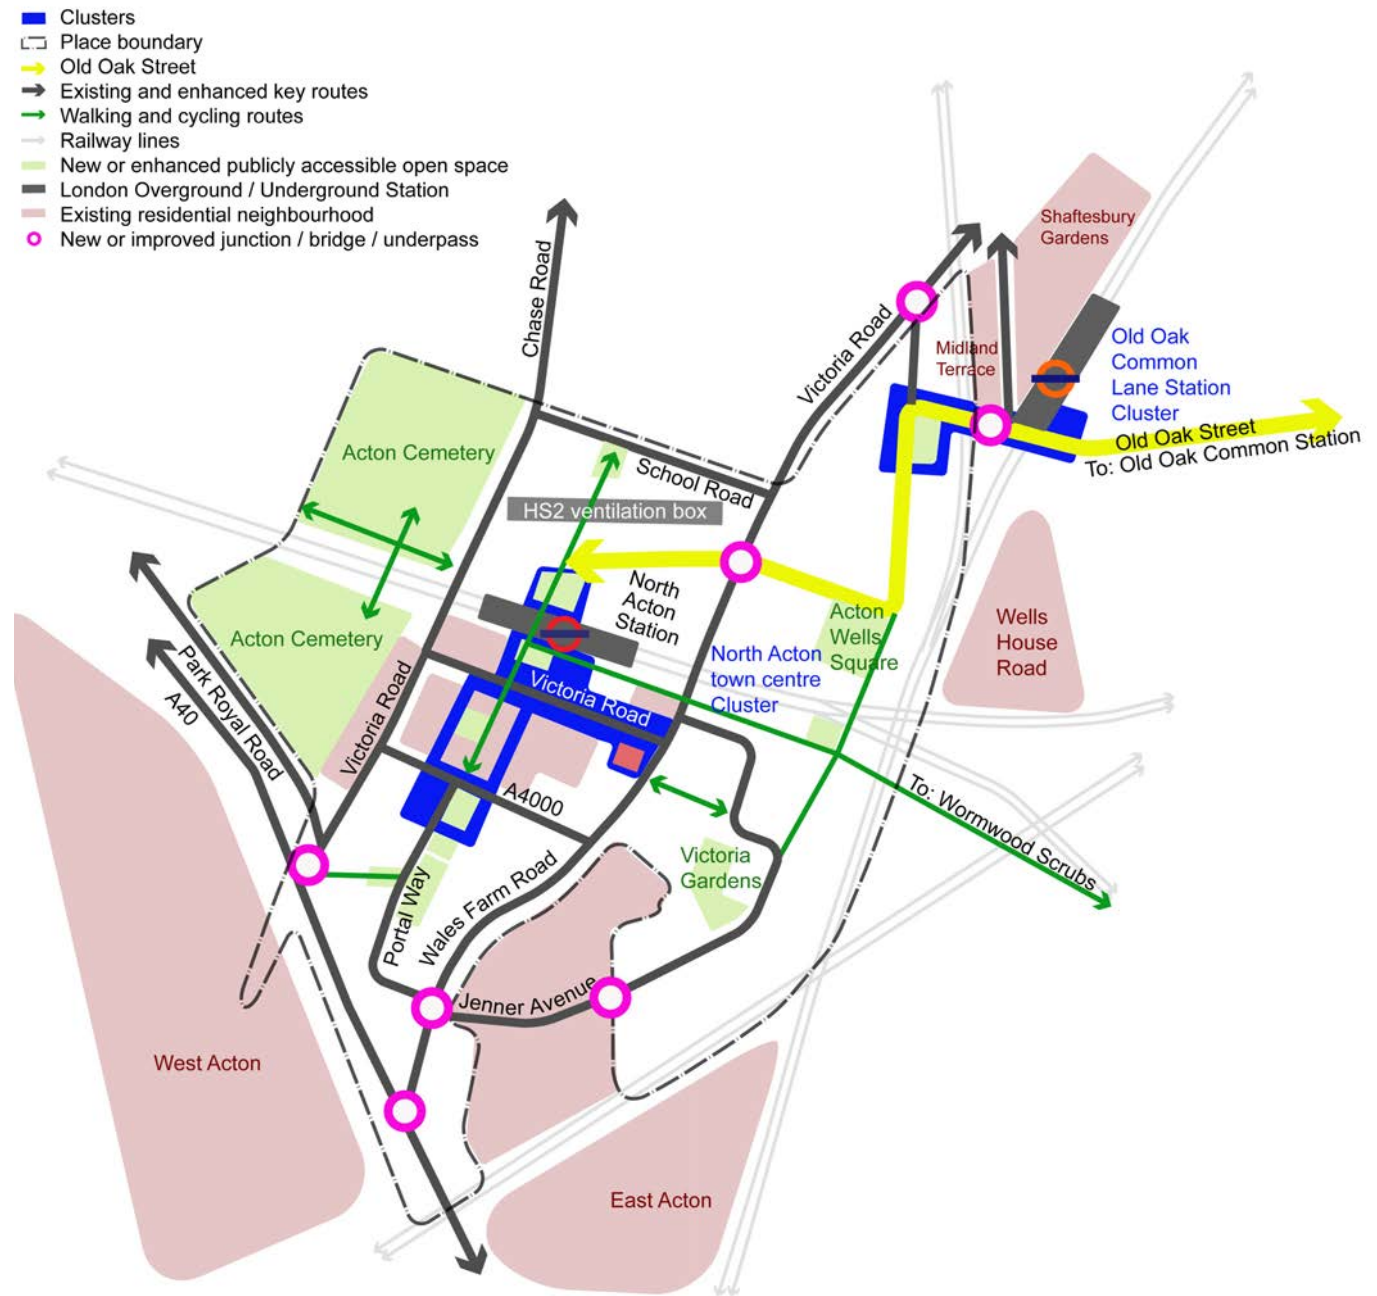 Clusters
Place boundary
Old Oak Street
Existing and enhanced key routes
Walking and cycling routes
Railway lines
New or enhanced publicly accessible open space
London Overground / Underground Station
Existing residential neighbourhood
New or improved junction / bridge / underpass
Chase Road
Shaftesbury
Gardens
Victoria Road
Midland
Terrace
Old Oak
Common
Lane Station
Cluster
Old Oak Street
To: Old Oak Common Station
Acton Cemetery
School Road
HS2 ventilation box
North
Acton
Station
Acton
Wells
Square
Wells
House
Road
Acton Cemetery
North Acton
town centre
Cluster
Park Royal Road
A40
Victoria Road
Victoria Road
A4000
To: Wormwood Scrubs
Victoria
Gardens
Portal Way
Wales Farm Road
Jenner Avenue
West Acton
East Acton